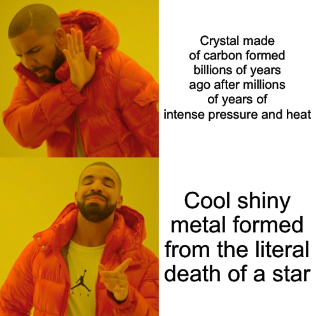 Crystal made
of carbon formed
billions of years
ago after millions
of years of
intense pressure and heat
Cool shiny
metal formed
from the literal
death of a star